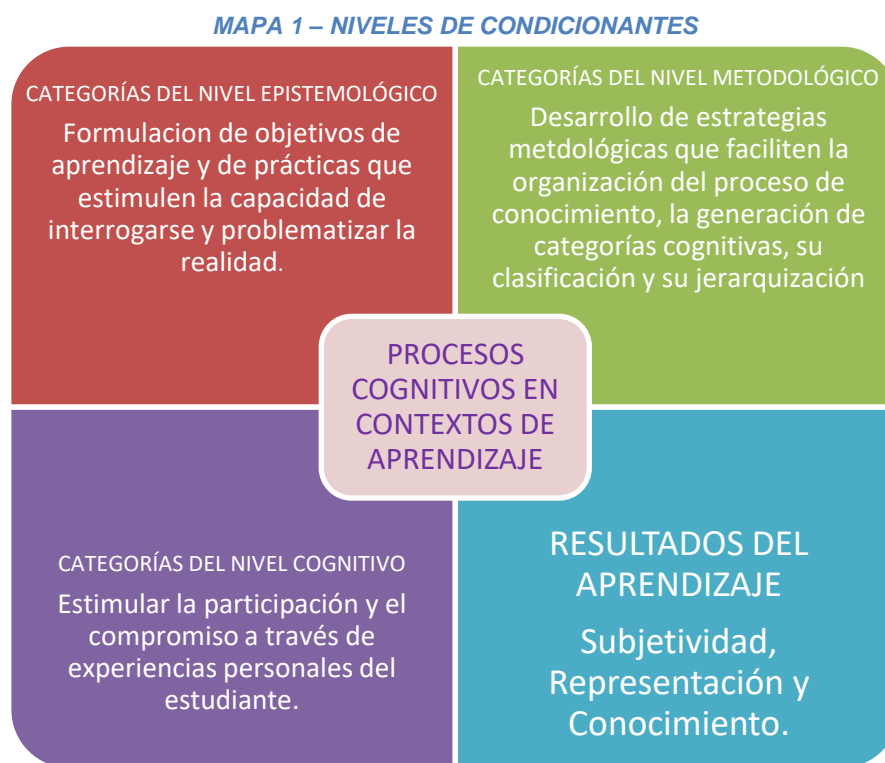 MAPA 1 – NIVELES DE CONDICIONANTES
CATEGORÍAS DEL NIVEL EPISTEMOLÓGICO
Formulacion de objetivos de
aprendizaje y de prácticas que
estimulen la capacidad de
interrogarse y problematizar la
realidad.
CATEGORÍAS DEL NIVEL METODOLÓGICO
Desarrollo de estrategias
metdológicas que faciliten la
organización del proceso de
conocimiento, la generación de
categorías cognitivas, su
clasificación y su jerarquización
PROCESOS
COGNITIVOS EN
CONTEXTOS DE
APRENDIZAJE
CATEGORÍAS DEL NIVEL COGNITIVO
Estimular la participación y el
compromiso a través de
experiencias personales del
estudiante.
RESULTADOS DEL
APRENDIZAJE
Subjetividad,
Representación y
Conocimiento.